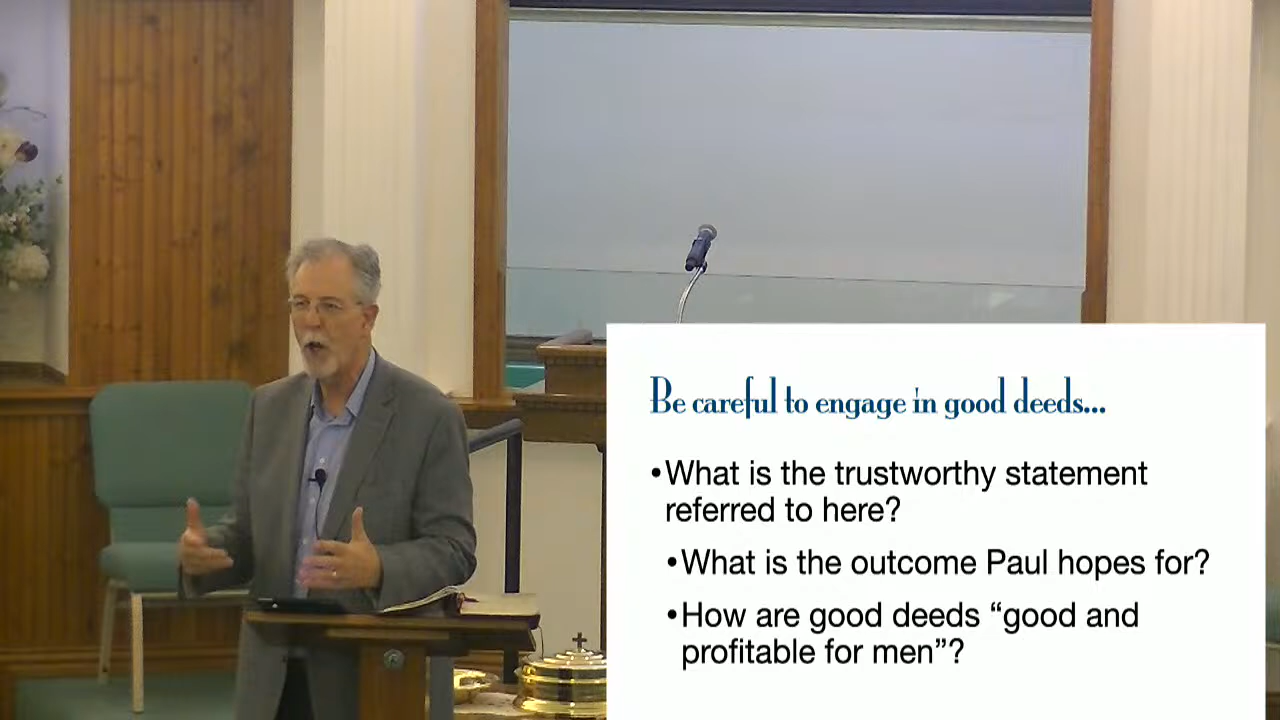 Be careful to engage in good deeds...
•What is the trustworthy statement
referred to here?
•What is the outcome Paul hopes for?
•How are good deeds “good and
profitable for men”?